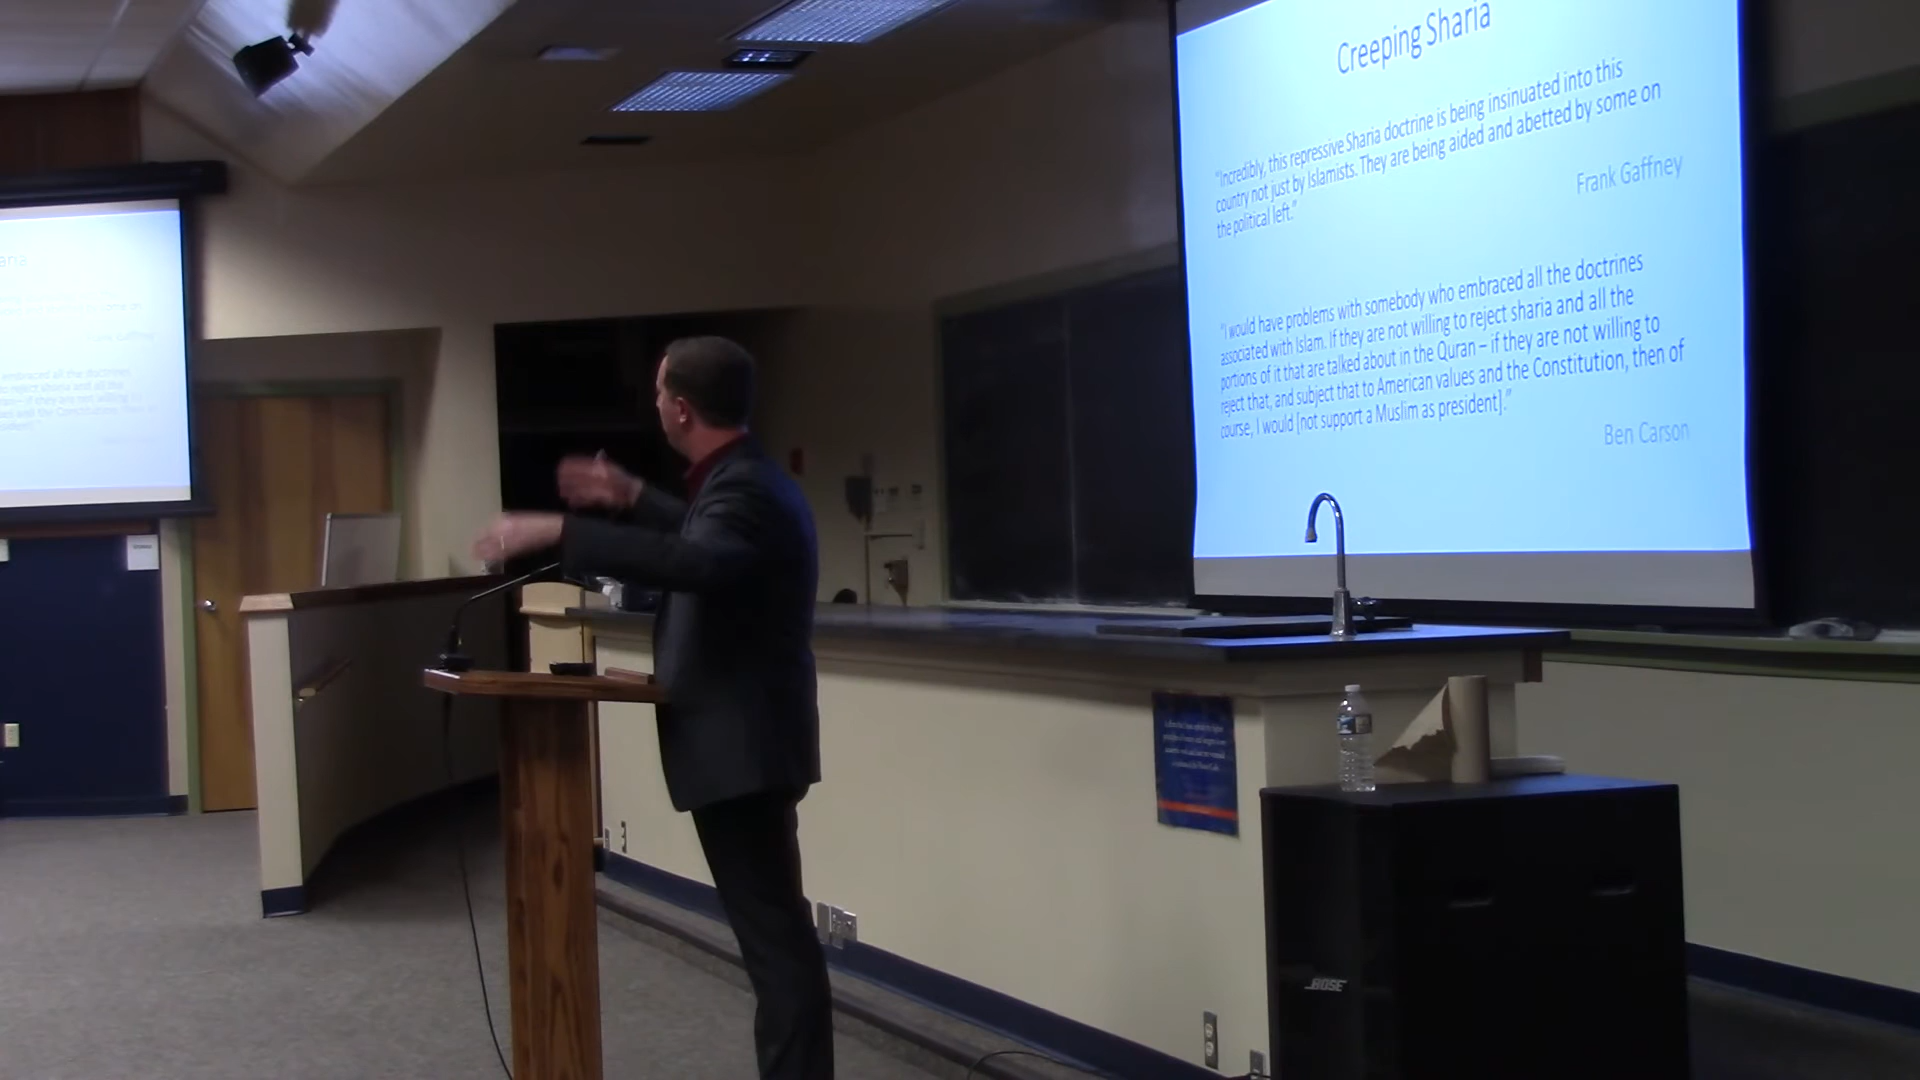 Creeping Sharia
"Incredibly, this repressive Sharia doctrine is being insinuated into this
country not just by Islamists. They are being aided and abetted by some on
the political left."
Frank Gaffney
"I would have problems with somebody who embraced all the doctrines
associated with Islam. If they are not willing to reject sharia and all the
portions of it that are talked about in the Quran – if they are not willing to
reject that, and subject that to American values and the Constitution, then of
course, I would [not support a Muslim as president]."
Ben Carson
BOSE